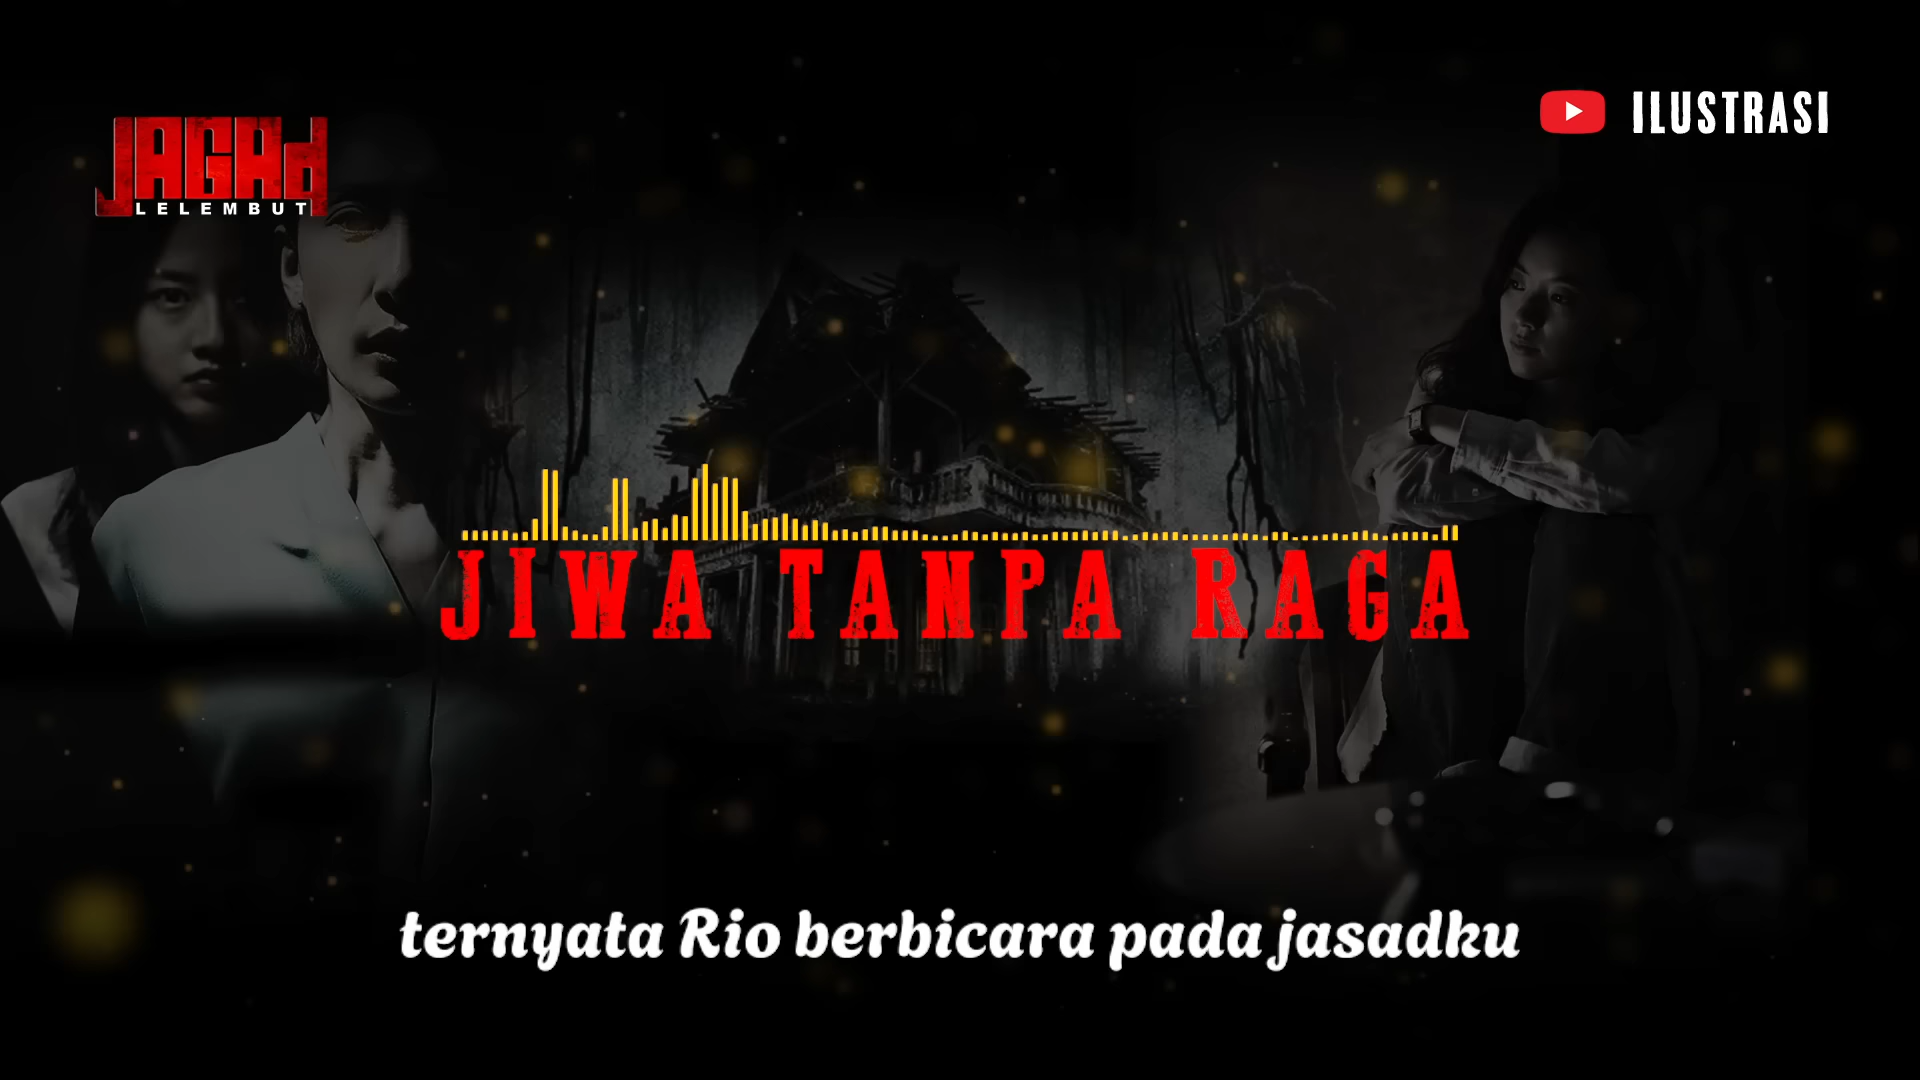 JAGAd
LELEMBUT
ILUSTRASI
JIWA TANPA RAGA
ternyata Rio berbicara pada jasadku